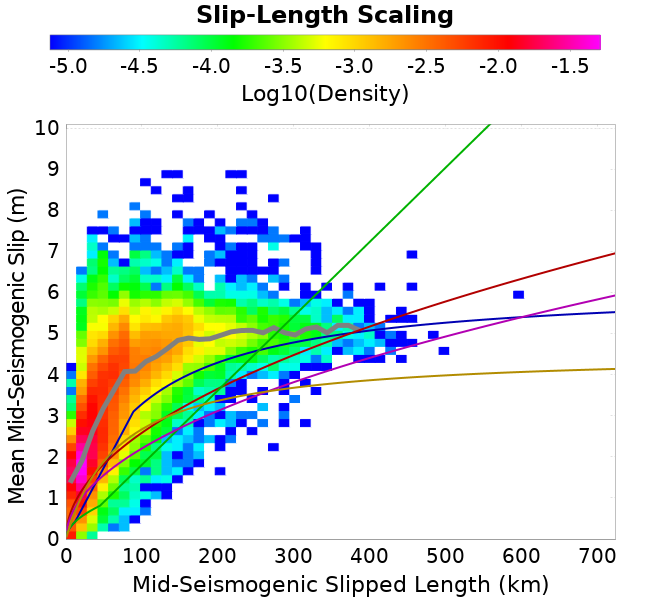 Slip-Length Scaling
-5.0 -4.5 -4.0 -3.5 -3.0 -2.5 -2.0 -1.5
Log10(Density)
10
9
8
7
6
5
4
3
2
1
0
Mean Mid-Seismogenic Slip (m)
0 100 200 300 400 500 600 700
Mid-Seismogenic Slipped Length (km)